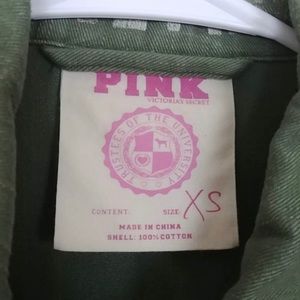 PINK
VICTORIA'S SECRET
TRUSTEES OF THE UNIVERSITY
CONTENT: SIZE: XS
MADE IN CHINA
SHELL: 100% COTTON